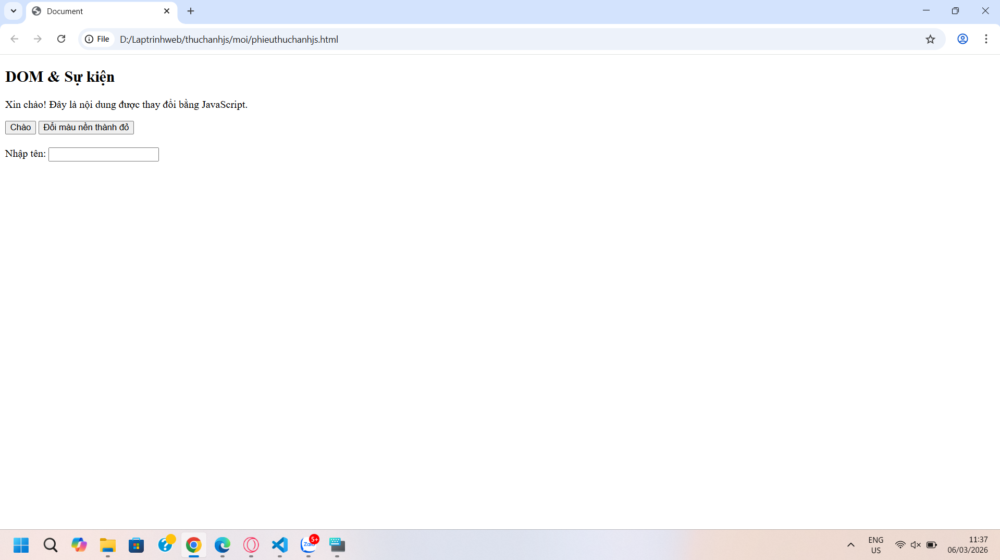 Document
File
D:/Laptrinhweb/thuchanhjs/moi/phieuthuchanhjs.html
DOM & Sự kiện
Xin chào! Đây là nội dung được thay đổi bằng JavaScript.
Chào Đổi màu nền thành đỏ
Nhập tên:
5+
Zalo
ENG
US
11:37
06/03/2026